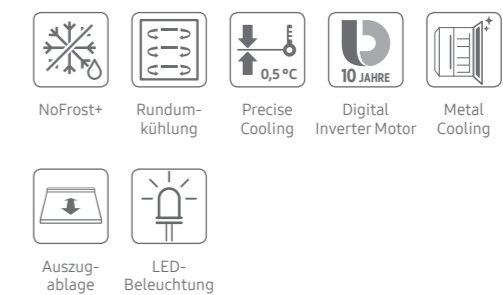 0,5 °C
10 JAHRE
NoFrost+
Rundum-
kühlung
Precise
Cooling
Digital
Inverter Motor
Metal
Cooling
Auszug-
ablage
LED-
Beleuchtung